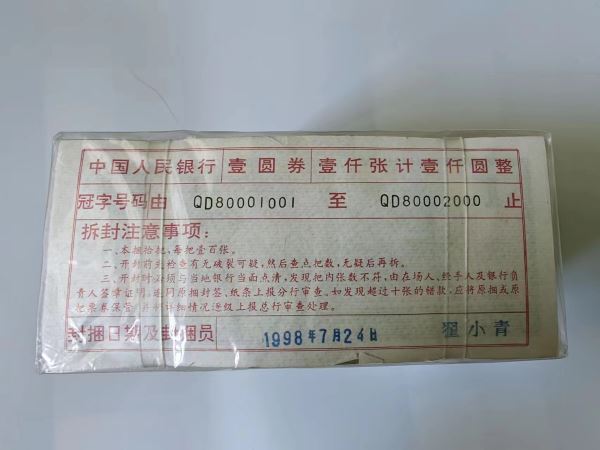 中国人民银行 壹圆券 壹仟张计壹仟圆整
冠字号码由 QD80001001 至 QD80002000 止
拆封注意事项:
一、本捆拾把,每把壹百张。
二、开封前先检查有无破裂可疑,然后查点把数,无疑后再拆。
三、开封时必须与当地银行当面点清,发现把内张数不符,由在场人、经手人及银行负
责人签章证明,连同原捆封签、纸条上报分行审查。如发现超过十张的错款,应将原捆或原
把票券保管,并将详细情况逐级上报总行审查处理。
封捆日期及封捆员 1998年7月24日 翟小青